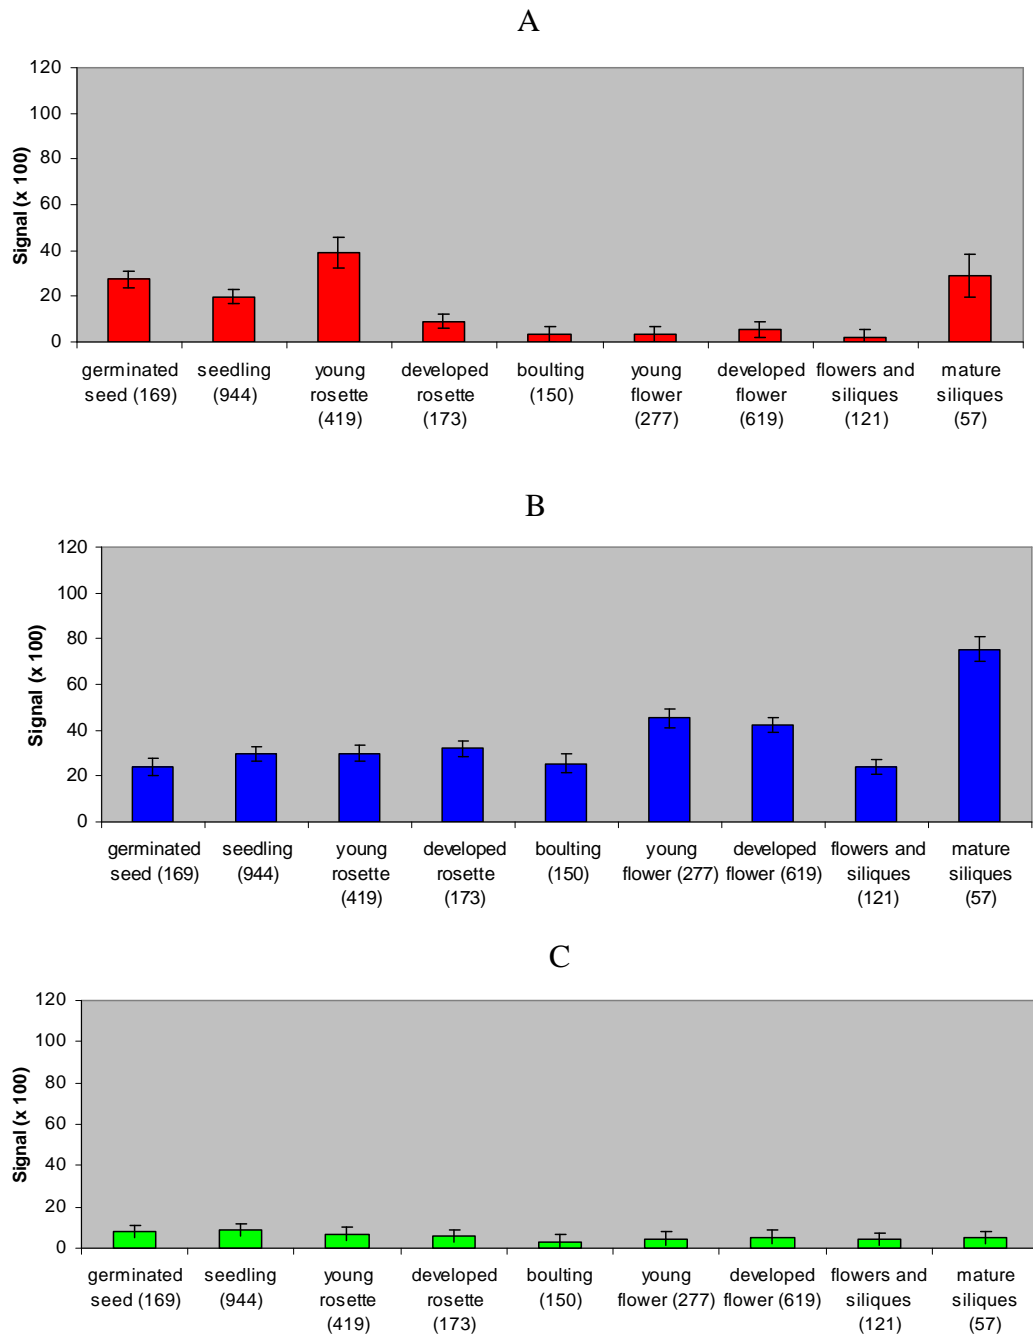 A
120
100
80
60
40
20
0
Signal (x 100)
germinated seedling young developed boulting young developed flowers and mature
seed (169) (944) rosette rosette (150) flower flower siliques siliques
(419) (173) (277) (619) (121) (57)
B
120
100
80
60
40
20
0
Signal (x 100)
germinated seedling young developed boulting young developed flowers and mature
seed (169) (944) rosette rosette (150) flower (277) flower (619) siliques siliques
(419) (173) (121) (57)
C
120
100
80
60
40
20
0
Signal (x 100)
germinated seedling young developed boulting young developed flowers and mature
seed (169) (944) rosette rosette (150) flower (277) flower (619) siliques siliques
(419) (173) (121) (57)